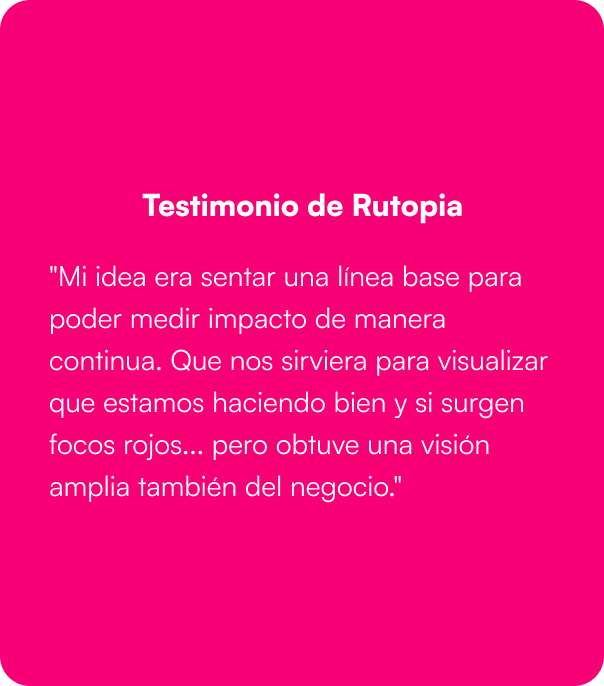 Testimonio de Rutopia
"Mi idea era sentar una línea base para
poder medir impacto de manera
continua. Que nos sirviera para visualizar
que estamos haciendo bien y si surgen
focos rojos... pero obtuve una visión
amplia también del negocio."